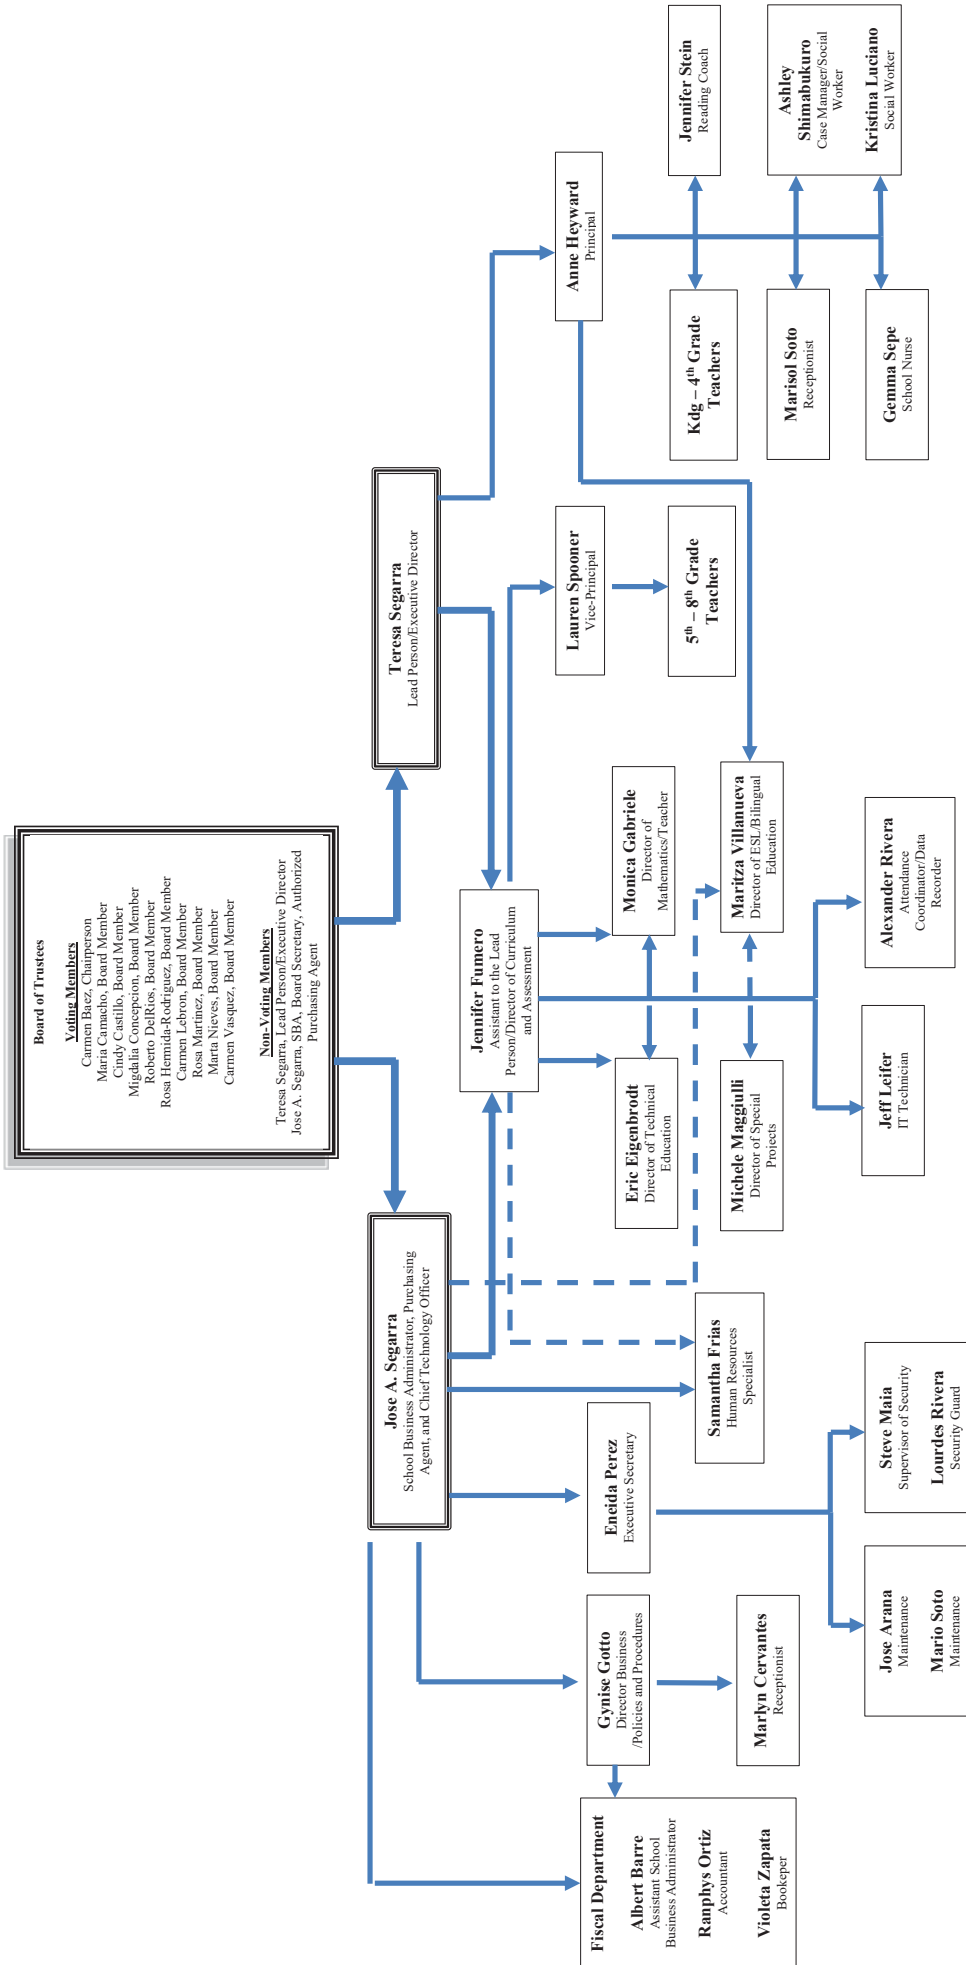 Board of Trustees
Voting Members
Carmen Baez, Chairperson
Maria Camacho, Board Member
Cindy Castillo, Board Member
Migdalia Concepcion, Board Member
Roberto DelRios, Board Member
Rosa Hermida-Rodriguez, Board Member
Carmen Lebron, Board Member
Rosa Martinez, Board Member
Marta Nieves, Board Member
Carmen Vasquez, Board Member
Non-Voting Members
Teresa Segarra, Lead Person/Executive Director
Jose A. Segarra, SBA, Board Secretary, Authorized
Purchasing Agent
Jose A. Segarra
School Business Administrator, Purchasing
Agent, and Chief Technology Officer
Teresa Segarra
Lead Person/Executive Director
Jennifer Fumero
Assistant to the Lead
Person/Director of Curriculum
and Assessment
Anne Heyward
Principal
Lauren Spooner
Vice-Principal
Fiscal Department
Albert Barre
Assistant School
Business Administrator
Ranphys Ortiz
Accountant
Violeta Zapata
Bookeper
Gynise Gotto
Director Business
/Policies and Procedures
Marlyn Cervantes
Receptionist
Eneida Perez
Executive Secretary
Samantha Frias
Human Resources
Specialist
Eric Eigenbrodt
Director of Technical
Education
Monica Gabriele
Director of
Mathematics/Teacher
Michele Maggiulli
Director of Special
Projects
Maritza Villanueva
Director of ESL/Bilingual
Education
5th – 8th Grade
Teachers
Kdg – 4th Grade
Teachers
Jennifer Stein
Reading Coach
Marisol Soto
Receptionist
Ashley
Shimabukuro
Case Manager/Social
Worker
Kristina Luciano
Social Worker
Gemma Sepe
School Nurse
Jose Arana
Maintenance
Mario Soto
Maintenance
Steve Maia
Supervisor of Security
Lourdes Rivera
Security Guard
Jeff Leifer
IT Technician
Alexander Rivera
Attendance
Coordinator/Data
Recorder